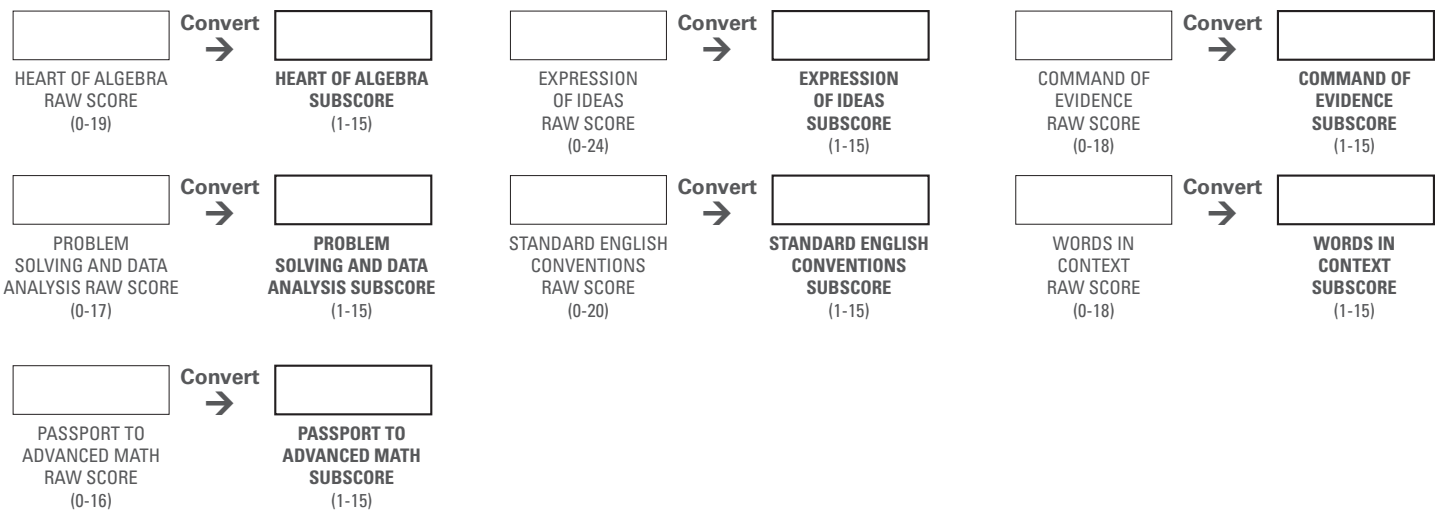 Convert
→
HEART OF ALGEBRA
RAW SCORE
(0-19)
HEART OF ALGEBRA
SUBSCORE
(1-15)
Convert
→
EXPRESSION
OF IDEAS
RAW SCORE
(0-24)
EXPRESSION
OF IDEAS
SUBSCORE
(1-15)
Convert
→
COMMAND OF
EVIDENCE
RAW SCORE
(0-18)
COMMAND OF
EVIDENCE
SUBSCORE
(1-15)
Convert
→
PROBLEM
SOLVING AND DATA
ANALYSIS RAW SCORE
(0-17)
PROBLEM
SOLVING AND DATA
ANALYSIS SUBSCORE
(1-15)
Convert
→
STANDARD ENGLISH
CONVENTIONS
RAW SCORE
(0-20)
STANDARD ENGLISH
CONVENTIONS
SUBSCORE
(1-15)
Convert
→
WORDS IN
CONTEXT
RAW SCORE
(0-18)
WORDS IN
CONTEXT
SUBSCORE
(1-15)
Convert
→
PASSPORT TO
ADVANCED MATH
RAW SCORE
(0-16)
PASSPORT TO
ADVANCED MATH
SUBSCORE
(1-15)